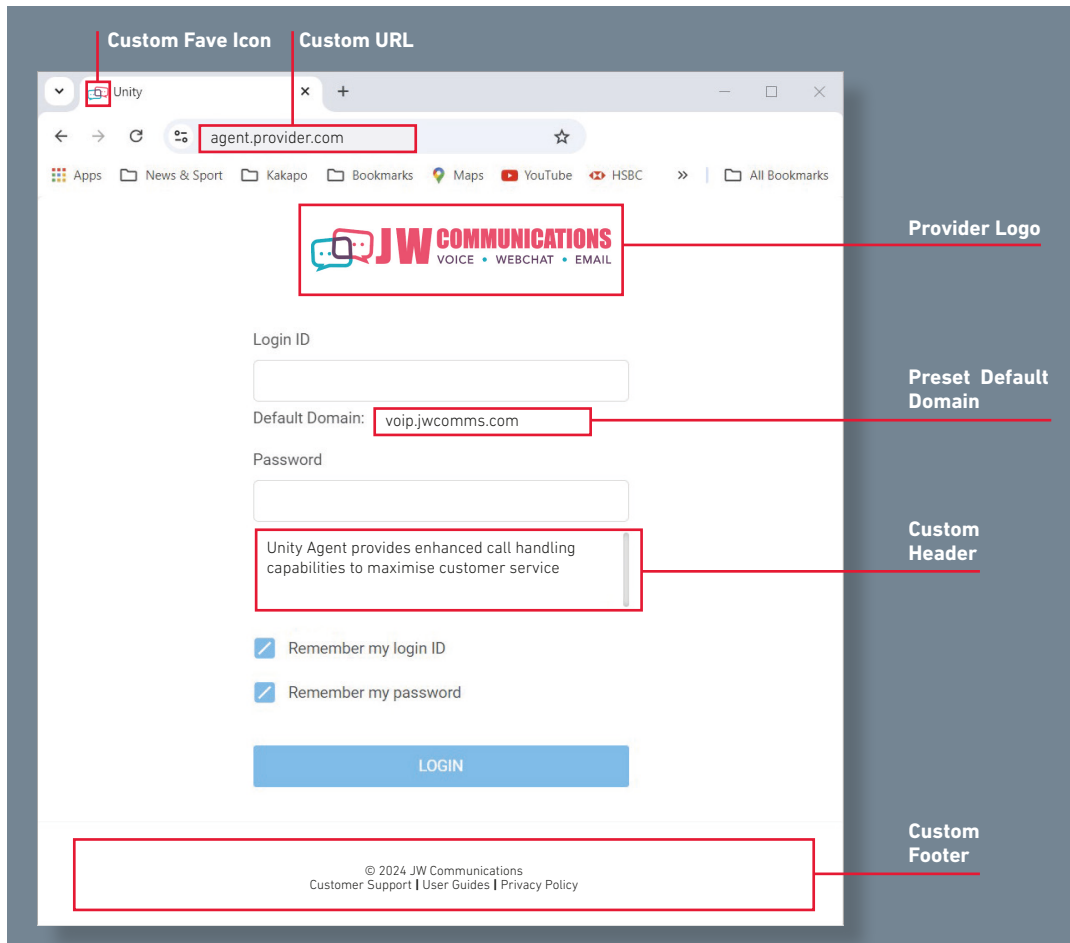 Custom Fave Icon
Custom URL
Unity
agent.provider.com
Apps
News & Sport
Kakapo
Bookmarks
Maps
YouTube
HSBC
All Bookmarks
JW COMMUNICATIONS
VOICE • WEBCHAT • EMAIL
Provider Logo
Login ID
Preset Default
Domain
Default Domain: voip.jwcomms.com
Password
Custom
Header
Unity Agent provides enhanced call handling
capabilities to maximise customer service
Remember my login ID
Remember my password
LOGIN
Custom
Footer
© 2024 JW Communications
Customer Support | User Guides | Privacy Policy